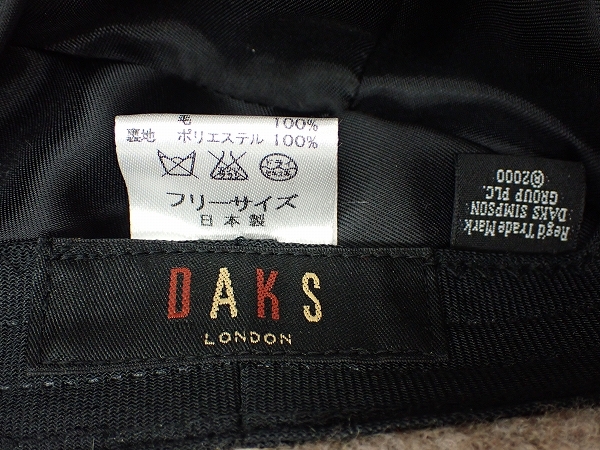 毛 100%
裏地 ポリエステル 100%
フリーサイズ
日本製
Reg'd Trade Mark
DAKS SIMPSON
GROUP PLC.
®2000
DAKS
LONDON